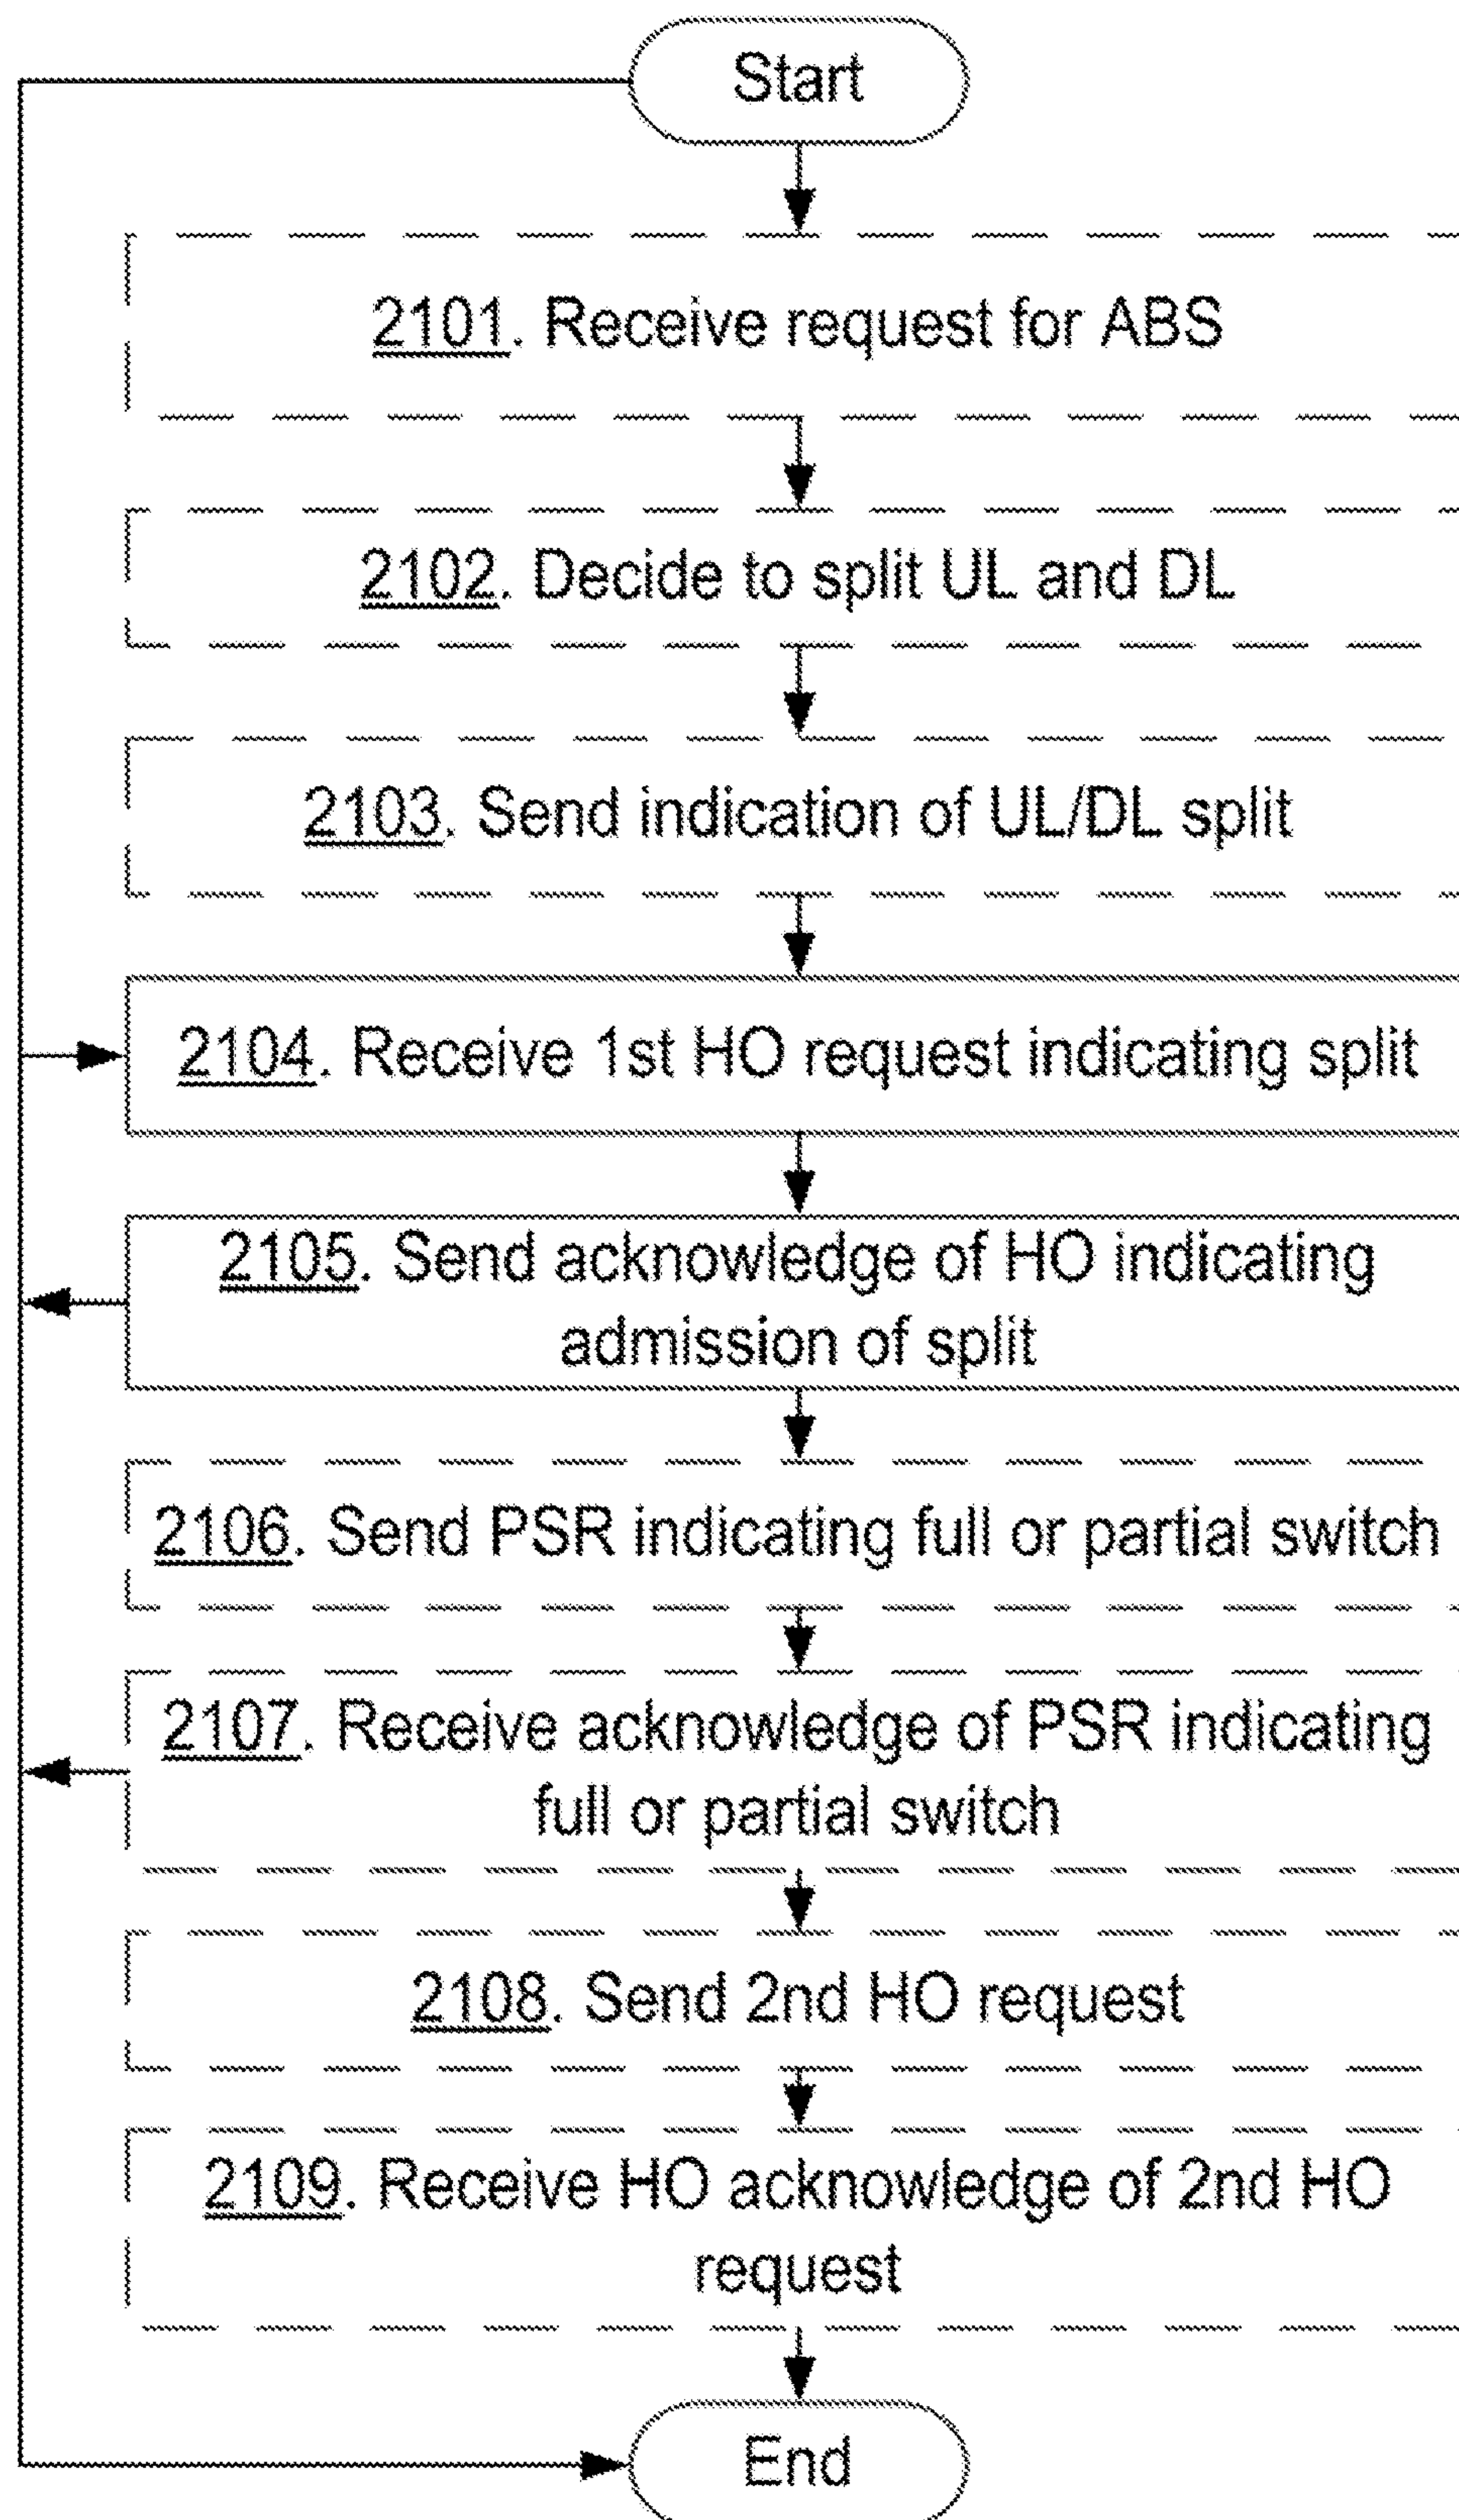 Start
2101. Receive request for ABS
2102. Decide to split UL and DL
2103. Send indication of UL/DL split
2104. Receive 1st HO request indicating split
2105. Send acknowledge of HO indicating
admission of split
2106. Send PSR indicating full or partial switch
2107. Receive acknowledge of PSR indicating
full or partial switch
2108. Send 2nd HO request
2109. Receive HO acknowledge of 2nd HO
request
End